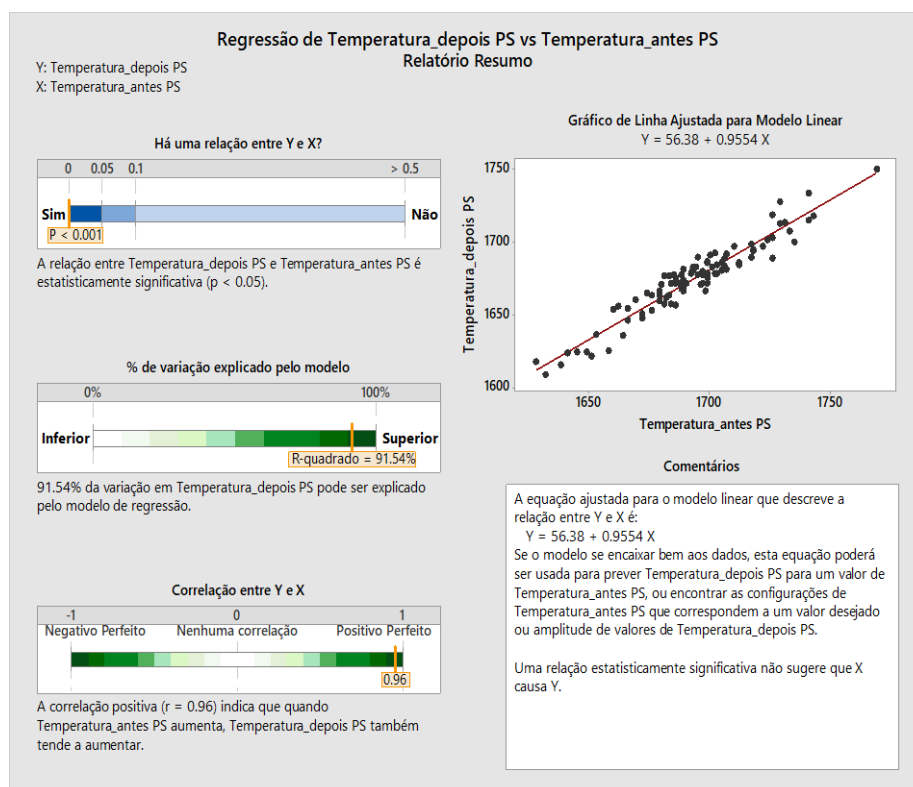 Regressão de Temperatura_depois PS vs Temperatura_antes PS
Relatório Resumo
Y: Temperatura_depois PS
X: Temperatura_antes PS
Há uma relação entre Y e X?
0 0.05 0.1 > 0.5
Sim Não
P < 0.001
A relação entre Temperatura_depois PS e Temperatura_antes PS é
estatisticamente significativa (p < 0.05).
% de variação explicado pelo modelo
0% 100%
Inferior Superior
R-quadrado = 91.54%
91.54% da variação em Temperatura_depois PS pode ser explicado
pelo modelo de regressão.
Correlação entre Y e X
-1 0 1
Negativo Perfeito Nenhuma correlação Positivo Perfeito
0.96
A correlação positiva (r = 0.96) indica que quando
Temperatura_antes PS aumenta, Temperatura_depois PS também
tende a aumentar.
Gráfico de Linha Ajustada para Modelo Linear
Y = 56.38 + 0.9554 X
1750
1700
1650
1600
Temperatura_depois PS
1650 1700 1750
Temperatura_antes PS
Comentários
A equação ajustada para o modelo linear que descreve a
relação entre Y e X é:
Y = 56.38 + 0.9554 X
Se o modelo se encaixar bem aos dados, esta equação poderá
ser usada para prever Temperatura_depois PS para um valor de
Temperatura_antes PS, ou encontrar as configurações de
Temperatura_antes PS que correspondem a um valor desejado
ou amplitude de valores de Temperatura_depois PS.
Uma relação estatisticamente significativa não sugere que X
causa Y.